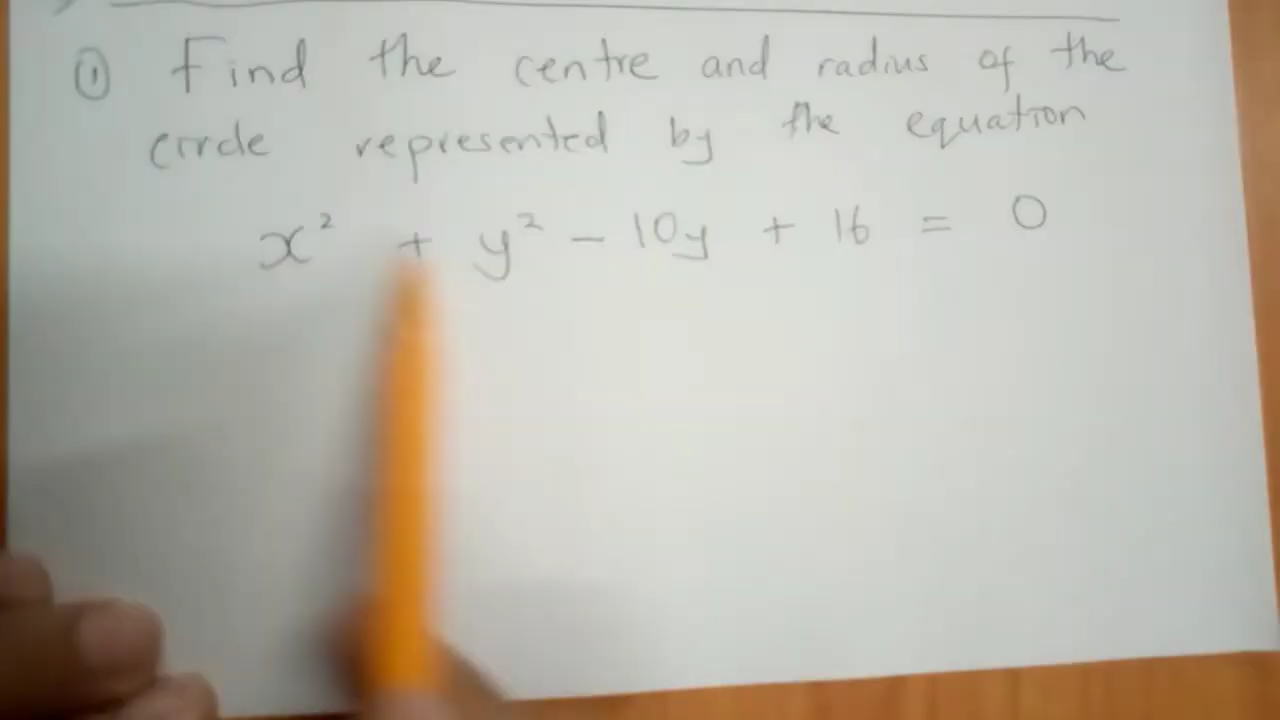 ① Find the centre and radius of the
circle represented by the equation
x² + y² - 10y + 16 = 0